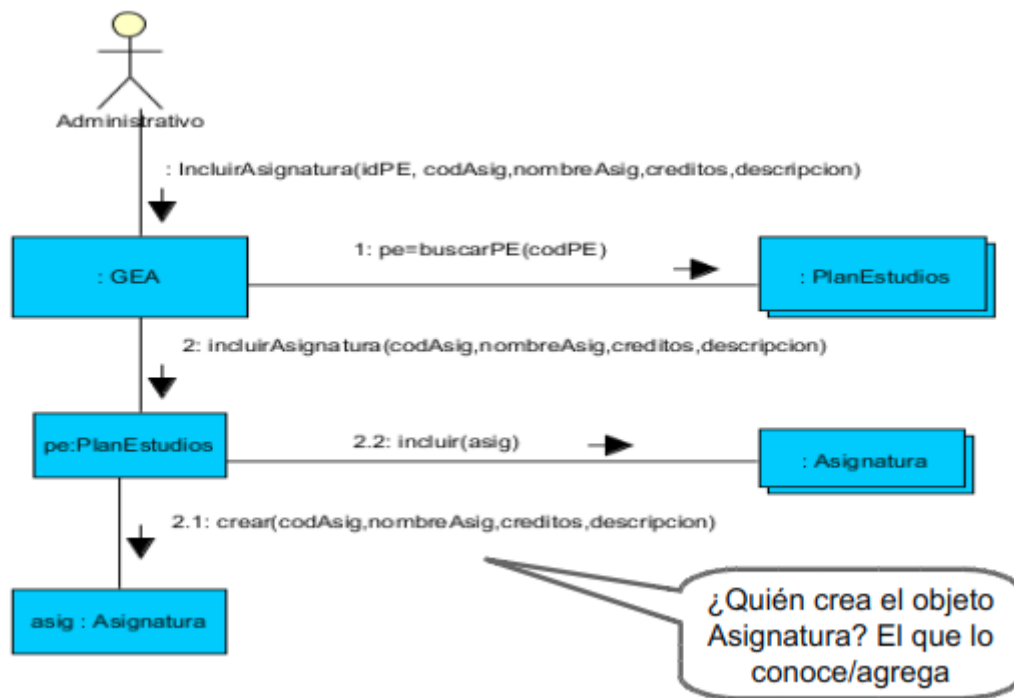 Administrativo
: IncluirAsignatura(idPE, codAsig,nombreAsig,creditos,descripcion)
: GEA
1: pe=buscarPE(codPE)
: PlanEstudios
2: incluirAsignatura(codAsig,nombreAsig,creditos,descripcion)
pe:PlanEstudios
2.2: incluir(asig)
: Asignatura
2.1: crear(codAsig,nombreAsig,creditos,descripcion)
asig : Asignatura
¿Quién crea el objeto
Asignatura? El que lo
conoce/agrega